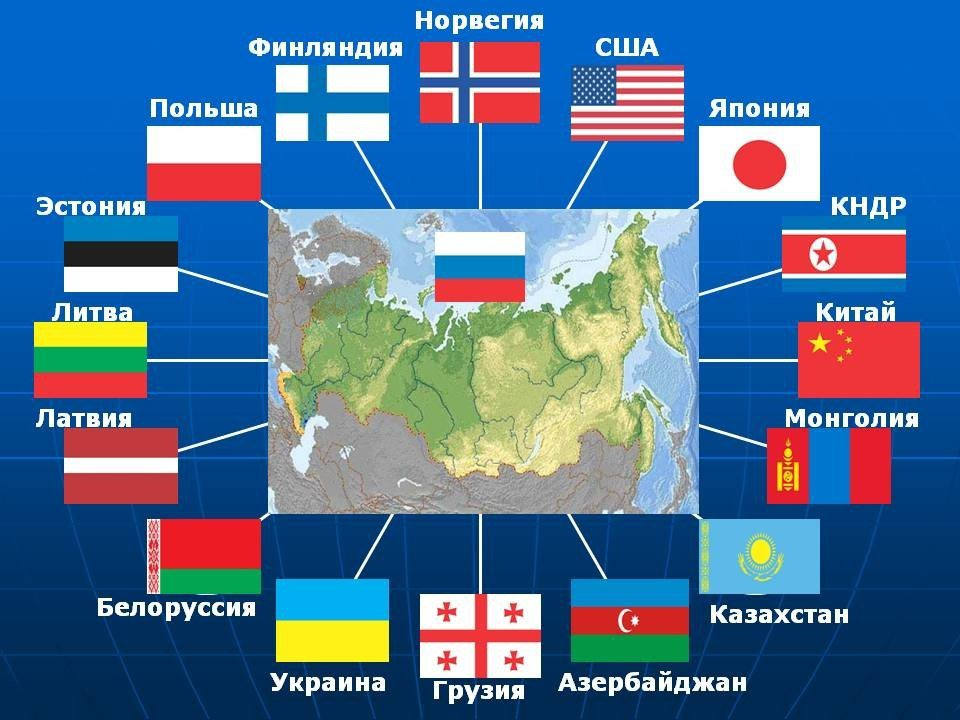 Норвегия
Финляндия
США
Польша
Япония
Эстония
КНДР
Литва
Китай
Латвия
Монголия
Белоруссия
Казахстан
Украина
Грузия
Азербайджан